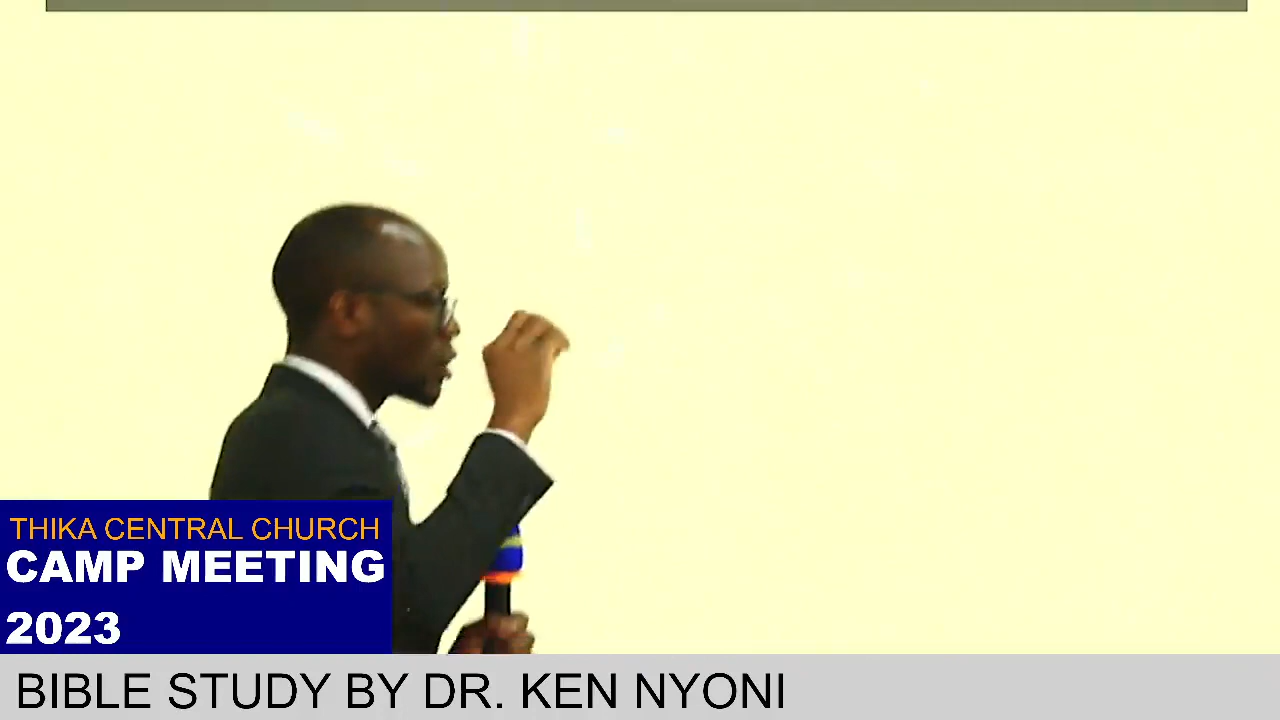 THIKA CENTRAL CHURCH
CAMP MEETING
2023
BIBLE STUDY BY DR. KEN NYONI